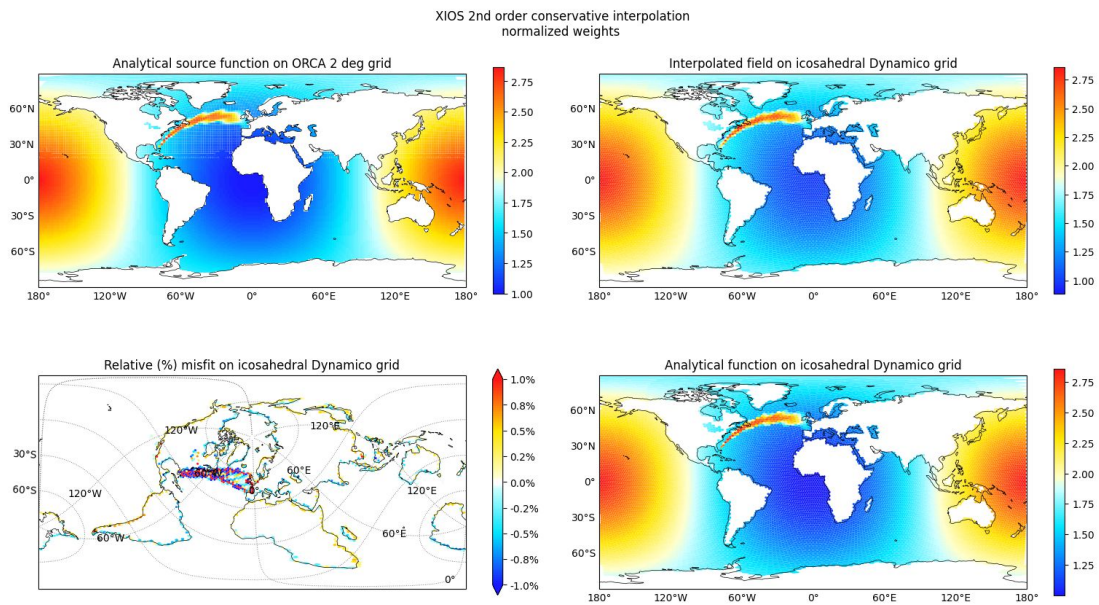 XIOS 2nd order conservative interpolation
normalized weights
Analytical source function on ORCA 2 deg grid
60°N
30°N
0°
30°S
60°S
180°
120°W
60°W
0°
60°E
120°E
180°
2.75
2.50
2.25
2.00
1.75
1.50
1.25
1.00
Interpolated field on icosahedral Dynamico grid
60°N
30°N
0°
30°S
60°S
180°
120°W
60°W
0°
60°E
120°E
180°
2.75
2.50
2.25
2.00
1.75
1.50
1.25
1.00
Relative (%) misfit on icosahedral Dynamico grid
30°S
60°S
120°W
120°E
60°E
120°W
120°E
60°W
60°E
0°
1.0%
0.8%
0.5%
0.2%
0.0%
-0.2%
-0.5%
-0.8%
-1.0%
Analytical function on icosahedral Dynamico grid
60°N
30°N
0°
30°S
60°S
180°
120°W
60°W
0°
60°E
120°E
180°
2.75
2.50
2.25
2.00
1.75
1.50
1.25
1.00